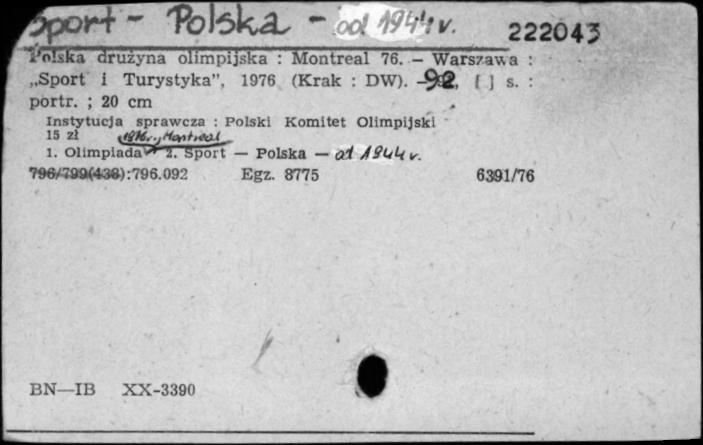 Sport - Polska - od 1944 r. 222043
Polska drużyna olimpijska : Montreal 76. — Warszawa :
„Sport i Turystyka”, 1976 (Krak : DW). — 92, [ ] s. :
portr. ; 20 cm
Instytucja sprawcza : Polski Komitet Olimpijski
15 zł 1976 r., Montreal
1. Olimpiada 2. Sport — Polska — od 1944 r.
796/799(438):796.092 Egz. 8775 6391/76
BN—IB XX-3390